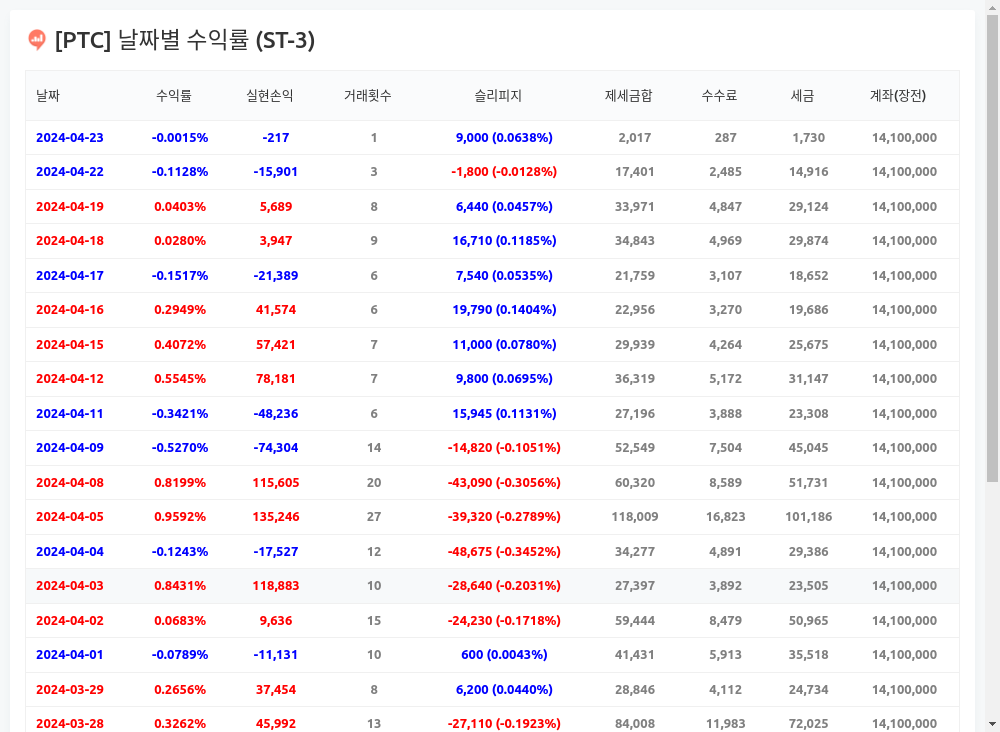 [PTC] 날짜별 수익률 (ST-3)
날짜 수익률 실현손익 거래횟수 슬리피지 제세금합 수수료 세금 계좌(장전)
2024-04-23 -0.0015% -217 1 9,000 (0.0638%) 2,017 287 1,730 14,100,000
2024-04-22 -0.1128% -15,901 3 -1,800 (-0.0128%) 17,401 2,485 14,916 14,100,000
2024-04-19 0.0403% 5,689 8 6,440 (0.0457%) 33,971 4,847 29,124 14,100,000
2024-04-18 0.0280% 3,947 9 16,710 (0.1185%) 34,843 4,969 29,874 14,100,000
2024-04-17 -0.1517% -21,389 6 7,540 (0.0535%) 21,759 3,107 18,652 14,100,000
2024-04-16 0.2949% 41,574 6 19,790 (0.1404%) 22,956 3,270 19,686 14,100,000
2024-04-15 0.4072% 57,421 7 11,000 (0.0780%) 29,939 4,264 25,675 14,100,000
2024-04-12 0.5545% 78,181 7 9,800 (0.0695%) 36,319 5,172 31,147 14,100,000
2024-04-11 -0.3421% -48,236 6 15,945 (0.1131%) 27,196 3,888 23,308 14,100,000
2024-04-09 -0.5270% -74,304 14 -14,820 (-0.1051%) 52,549 7,504 45,045 14,100,000
2024-04-08 0.8199% 115,605 20 -43,090 (-0.3056%) 60,320 8,589 51,731 14,100,000
2024-04-05 0.9592% 135,246 27 -39,320 (-0.2789%) 118,009 16,823 101,186 14,100,000
2024-04-04 -0.1243% -17,527 12 -48,675 (-0.3452%) 34,277 4,891 29,386 14,100,000
2024-04-03 0.8431% 118,883 10 -28,640 (-0.2031%) 27,397 3,892 23,505 14,100,000
2024-04-02 0.0683% 9,636 15 -24,230 (-0.1718%) 59,444 8,479 50,965 14,100,000
2024-04-01 -0.0789% -11,131 10 600 (0.0043%) 41,431 5,913 35,518 14,100,000
2024-03-29 0.2656% 37,454 8 6,200 (0.0440%) 28,846 4,112 24,734 14,100,000
2024-03-28 0.3262% 45,992 13 -27,110 (-0.1923%) 84,008 11,983 72,025 14,100,000